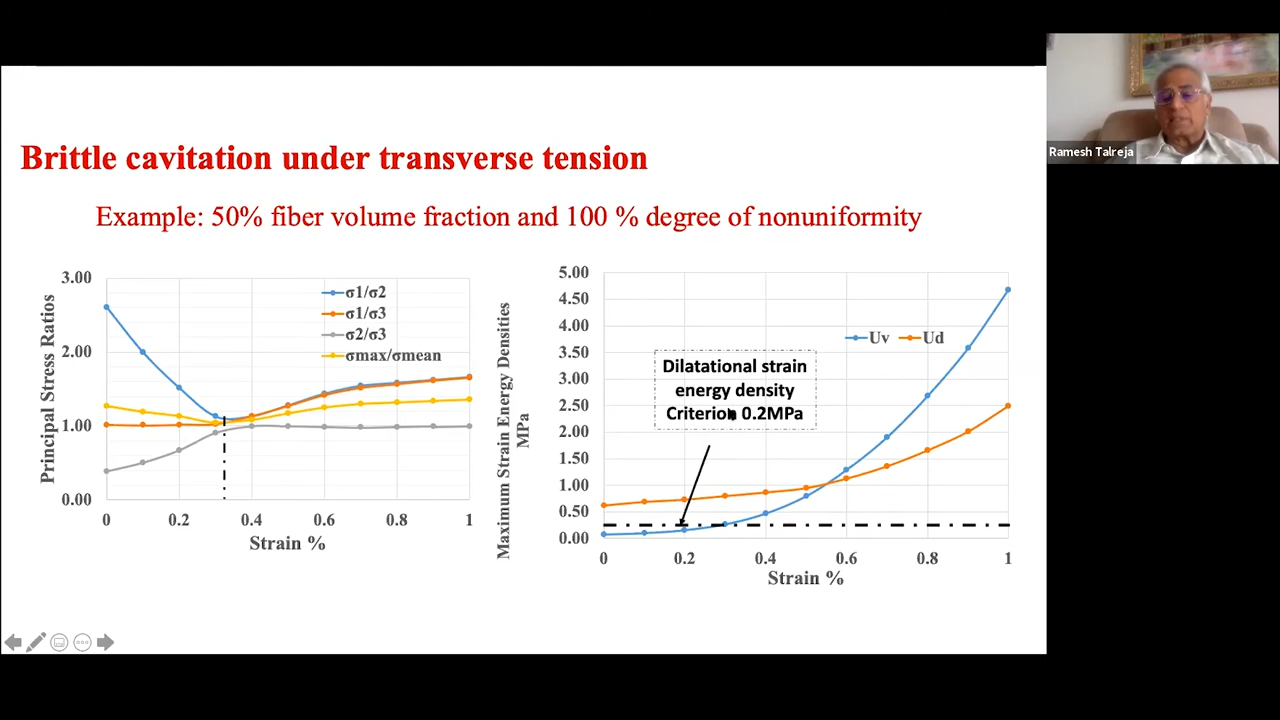 Brittle cavitation under transverse tension
Example: 50% fiber volume fraction and 100 % degree of nonuniformity
Principal Stress Ratios
3.00
2.00
1.00
0.00
σ1/σ2
σ1/σ3
σ2/σ3
σmax/σmean
0 0.2 0.4 0.6 0.8 1
Strain %
Maximum Strain Energy Densities
MPa
5.00
4.50
4.00
3.50
3.00
2.50
2.00
1.50
1.00
0.50
0.00
Uv Ud
Dilatational strain
energy density
Criterion 0.2MPa
0 0.2 0.4 0.6 0.8 1
Strain %
Ramesh Talreja